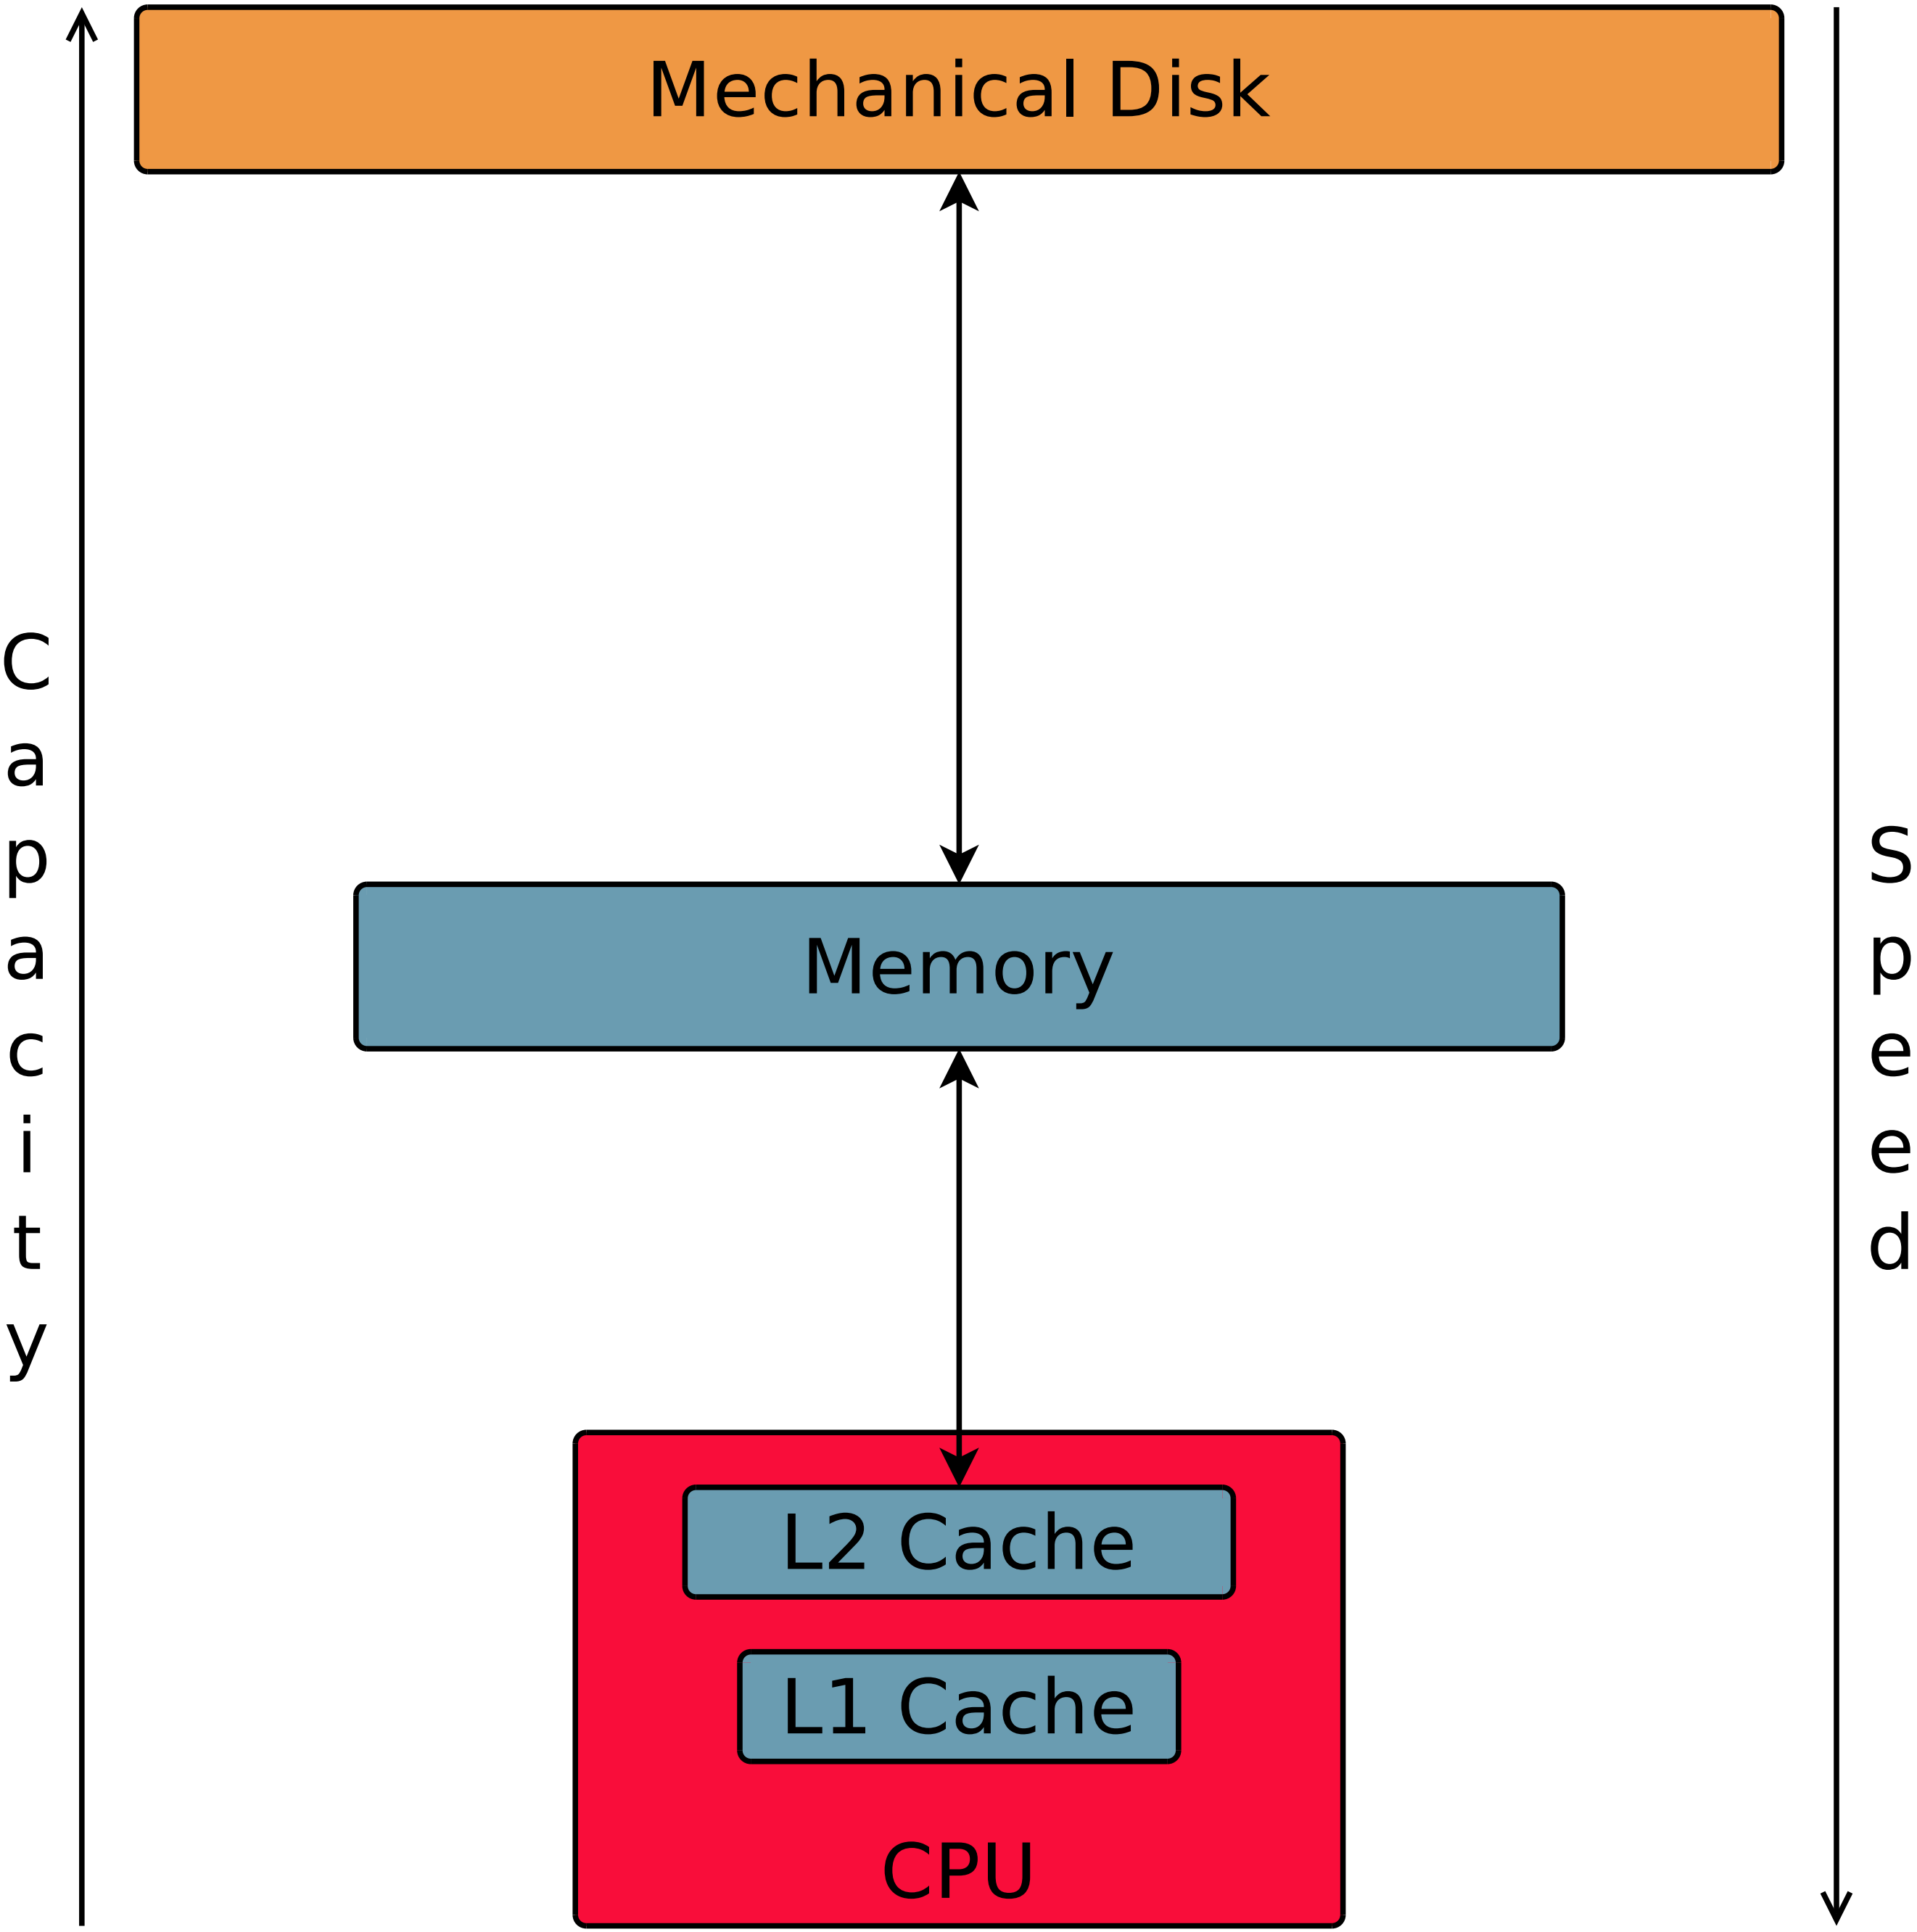 Mechanical Disk
Capacity
Speed
Memory
L2 Cache
L1 Cache
CPU